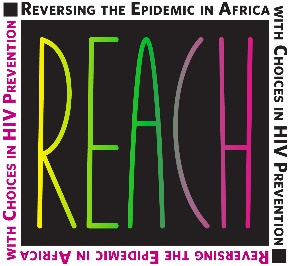 REVERSING THE EPIDEMIC IN AFRICA
WITH CHOICES IN HIV PREVENTION
REACH
REVERSING THE EPIDEMIC IN AFRICA
WITH CHOICES IN HIV PREVENTION